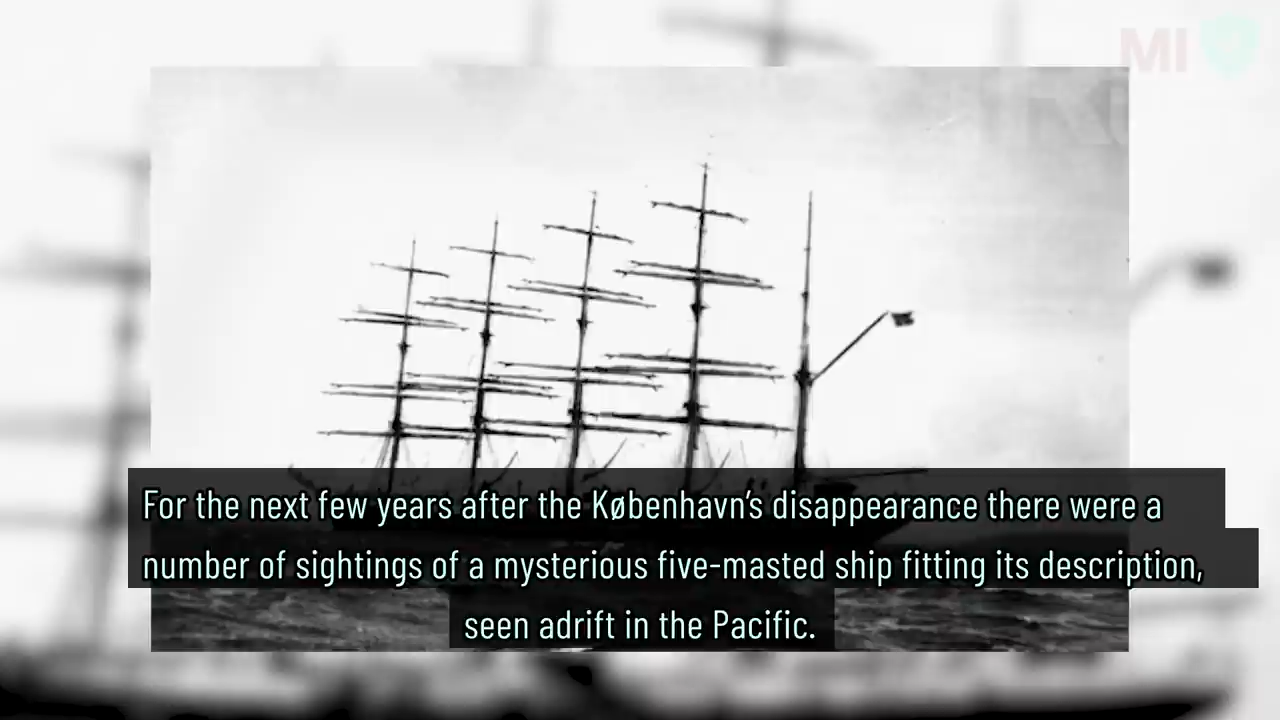 MI
For the next few years after the København's disappearance there were a
number of sightings of a mysterious five-masted ship fitting its description,
seen adrift in the Pacific.